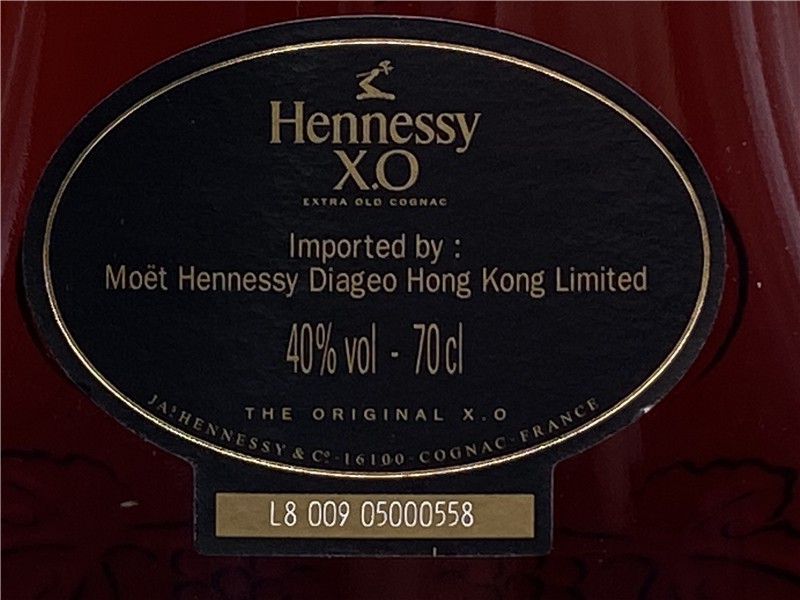 Hennessy
X.O
EXTRA OLD COGNAC
Imported by :
Moët Hennessy Diageo Hong Kong Limited
40% vol - 70cl
THE ORIGINAL X.O
JAˢ HENNESSY & Cº - 16100 - COGNAC - FRANCE
L8 009 05000558